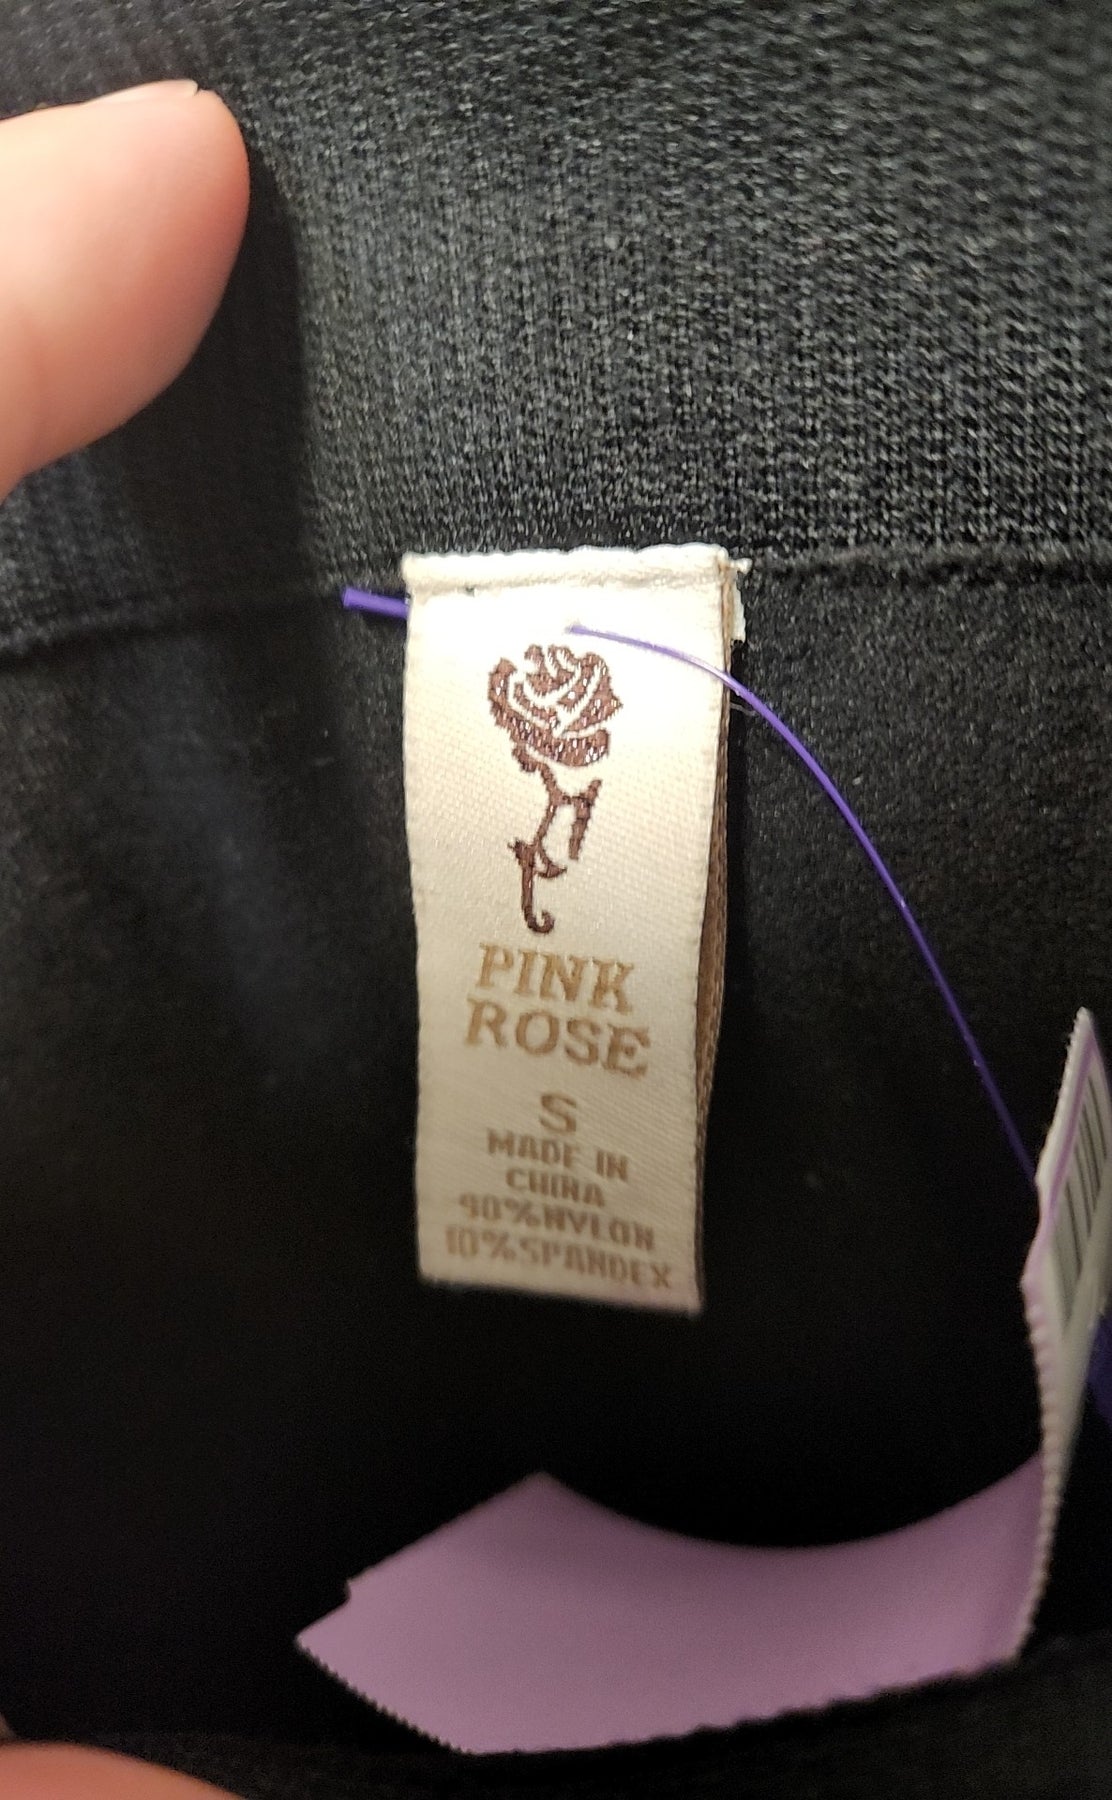 PINK
ROSE
S
MADE IN
CHINA
90%NYLON
10%SPANDEX